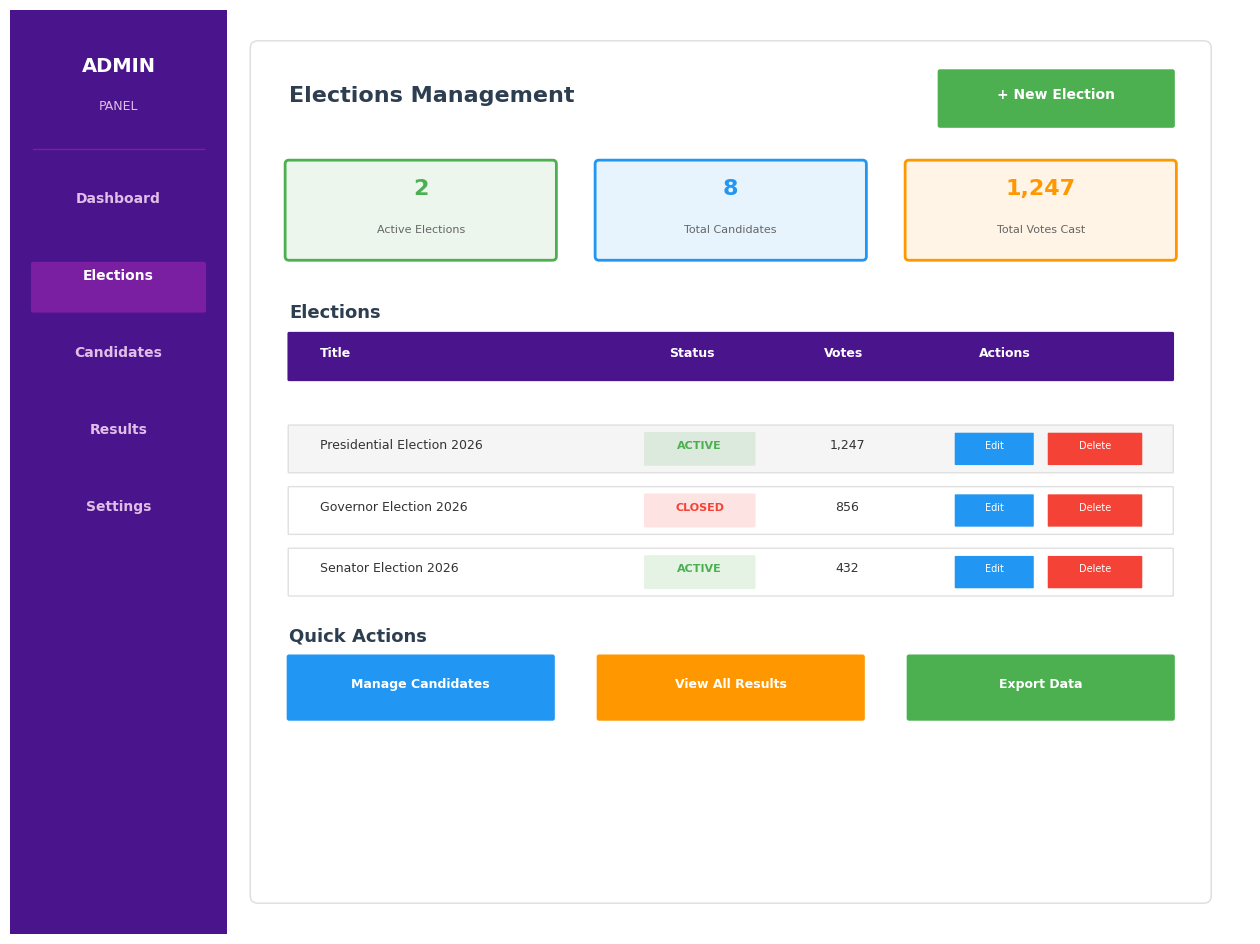 ADMIN
PANEL
Dashboard
Elections
Candidates
Results
Settings
Elections Management
+ New Election
2
Active Elections
8
Total Candidates
1,247
Total Votes Cast
Elections
Title Status Votes Actions
Presidential Election 2026 ACTIVE 1,247 Edit Delete
Governor Election 2026 CLOSED 856 Edit Delete
Senator Election 2026 ACTIVE 432 Edit Delete
Quick Actions
Manage Candidates View All Results Export Data